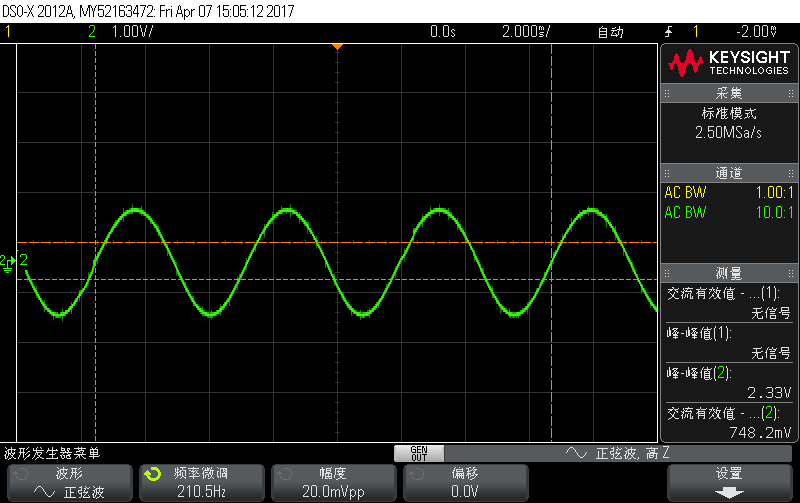 DSO-X 2012A, MY52163472: Fri Apr 07 15:05:12 2017
1 2 1.00V/ 0.0s 2.000ms/ 自动 1 -2.00V
KEYSIGHT
TECHNOLOGIES
采集
标准模式
2.50MSa/s
通道
AC BW 1.00:1
AC BW 10.0:1
2 2
测量
交流有效值 - ...(1):
无信号
峰-峰值(1):
无信号
峰-峰值(2):
2.33V
交流有效值 - ...(2):
748.2mV
波形发生器菜单
GEN
OUT
正弦波, 高 Z
波形
正弦波
频率微调
210.5Hz
幅度
20.0mVpp
偏移
0.0V
设置